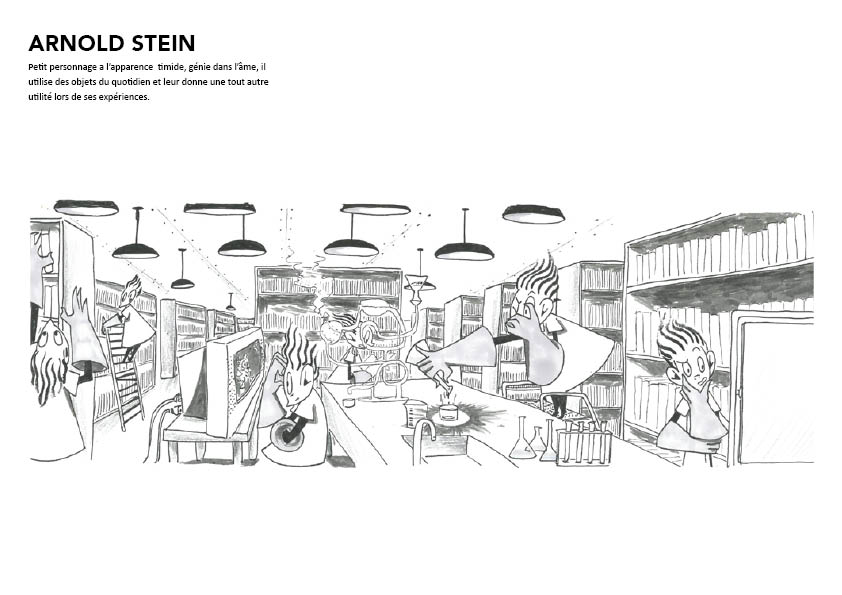 ARNOLD STEIN
Petit personnage a l'apparence timide, génie dans l'âme, il
utilise des objets du quotidien et leur donne une tout autre
utilité lors de ses expériences.